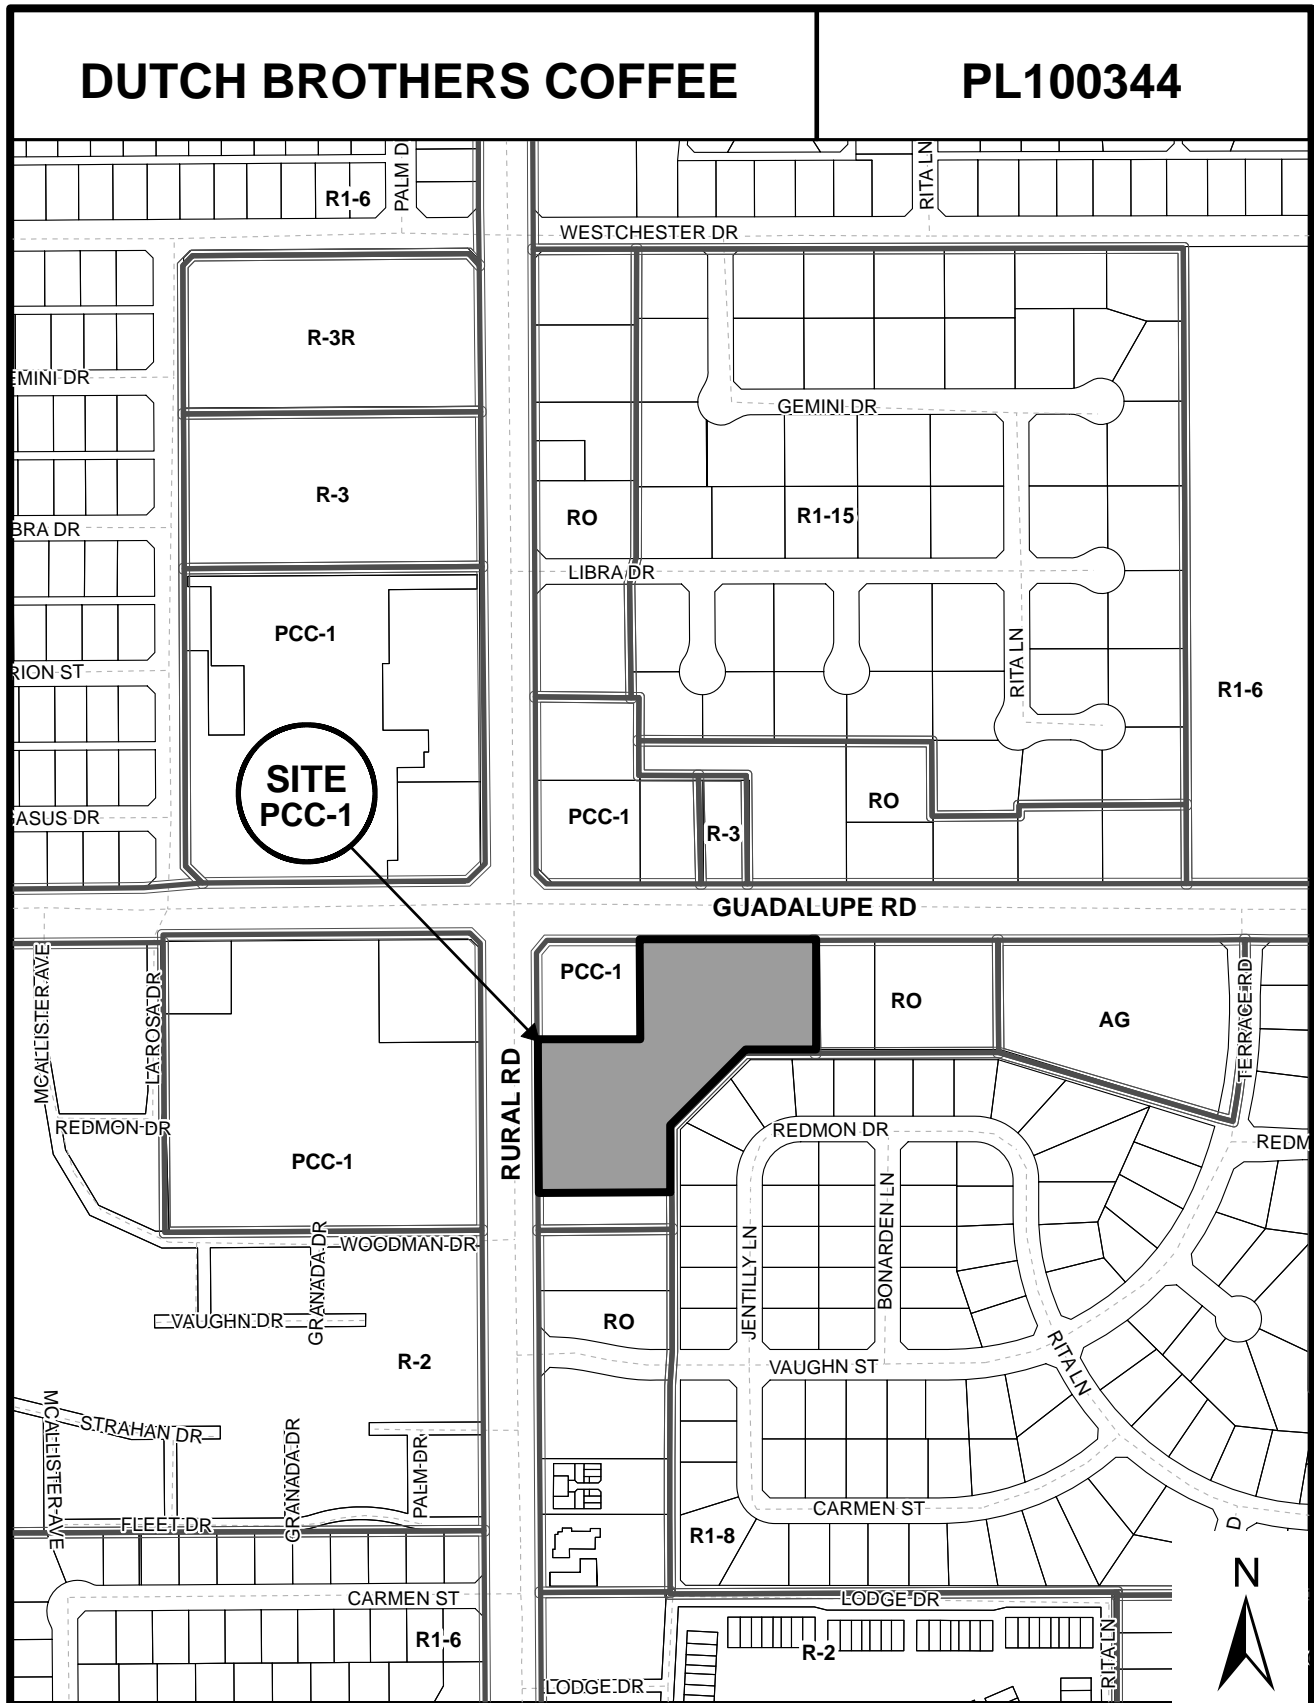 DUTCH BROTHERS COFFEE
PL100344
PALM D
RITA LN
R1-6
WESTCHESTER DR
R-3R
EMINI DR
GEMINI DR
R-3
RO
R1-15
BRA DR
LIBRA DR
PCC-1
RION ST
RITA LN
R1-6
SITE
PCC-1
RO
ASUS DR
PCC-1
R-3
GUADALUPE RD
MCALLISTER AVE
LA ROSA DR
PCC-1
RO
AG
TERRACE RD
RURAL RD
REDMON DR
REDMON DR
REDM
PCC-1
BONARDEN LN
JENTILLY LN
GRANADA DR
WOODMAN DR
VAUGHN DR
RO
RITA LN
R-2
VAUGHN ST
MCALLISTER AVE
STRAHAN DR
GRANADA DR
PALM DR
FLEET DR
CARMEN ST
R1-8
D
N
CARMEN ST
LODGE DR
R1-6
R-2
RITA LN
LODGE DR